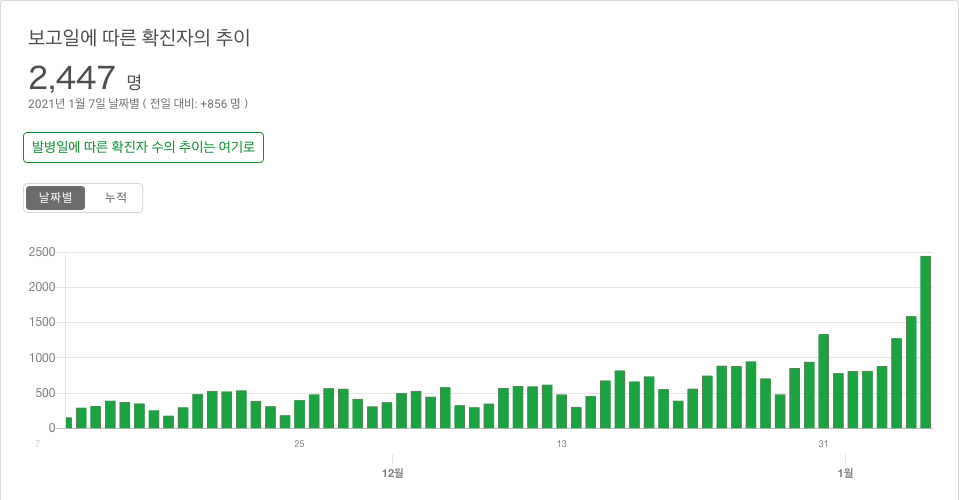 보고일에 따른 확진자의 추이
2,447 명
2021년 1월 7일 날짜별 ( 전일 대비: +856 명 )
발병일에 따른 확진자 수의 추이는 여기로
날짜별 누적
2500
2000
1500
1000
500
0
7 25 13 31
12월 1월